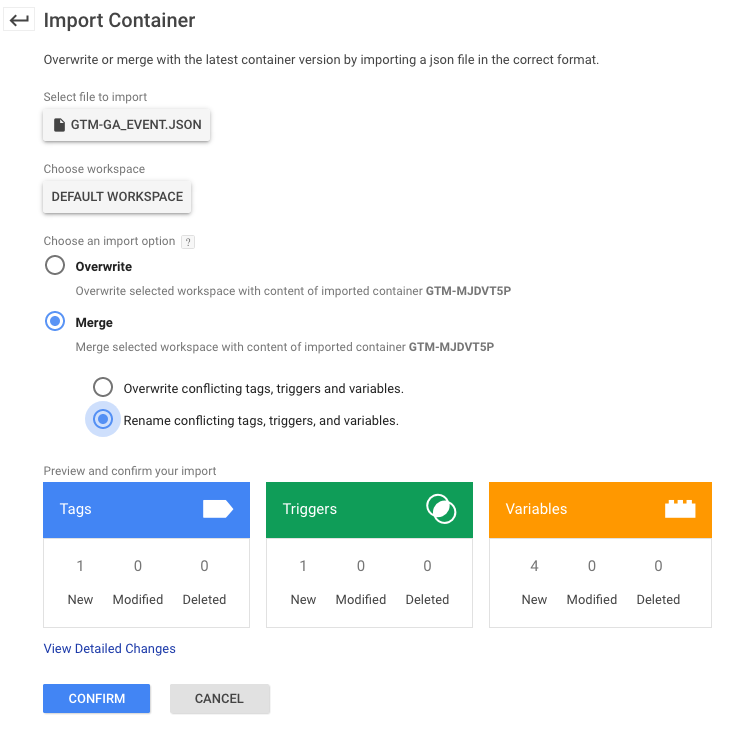 Import Container
Overwrite or merge with the latest container version by importing a json file in the correct format.
Select file to import
GTM-GA_EVENT.JSON
Choose workspace
DEFAULT WORKSPACE
Choose an import option ?
Overwrite
Overwrite selected workspace with content of imported container GTM-MJDVT5P
Merge
Merge selected workspace with content of imported container GTM-MJDVT5P
Overwrite conflicting tags, triggers and variables.
Rename conflicting tags, triggers, and variables.
Preview and confirm your import
Tags Triggers Variables
1 0 0 1 0 0 4 0 0
New Modified Deleted New Modified Deleted New Modified Deleted
View Detailed Changes
CONFIRM CANCEL